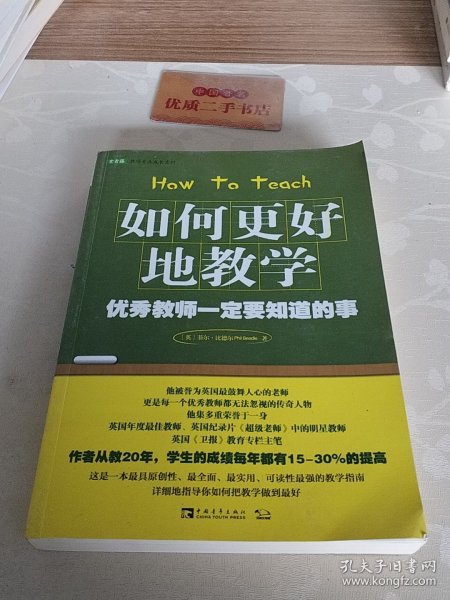 中国书店
优质二手书店
How to Teach
如何更好
地教学
优秀教师一定要知道的事
[英] 菲尔·比德尔 Phil Beadle 著
他被誉为英国最鼓舞人心的老师
更是每一个优秀教师都无法忽视的传奇人物
他集多重荣誉于一身
英国年度最佳教师、英国纪录片《超级老师》中的明星教师
英国《卫报》教育专栏主笔
作者从教20年，学生的成绩每年都有15-30%的提高
这是一本最具原创性、最全面、最实用、可读性最强的教学指南
详细地指导你如何把教学做到最好
中国青年出版社
CHINA YOUTH PRESS
孔夫子旧书网
www.kongfz.com